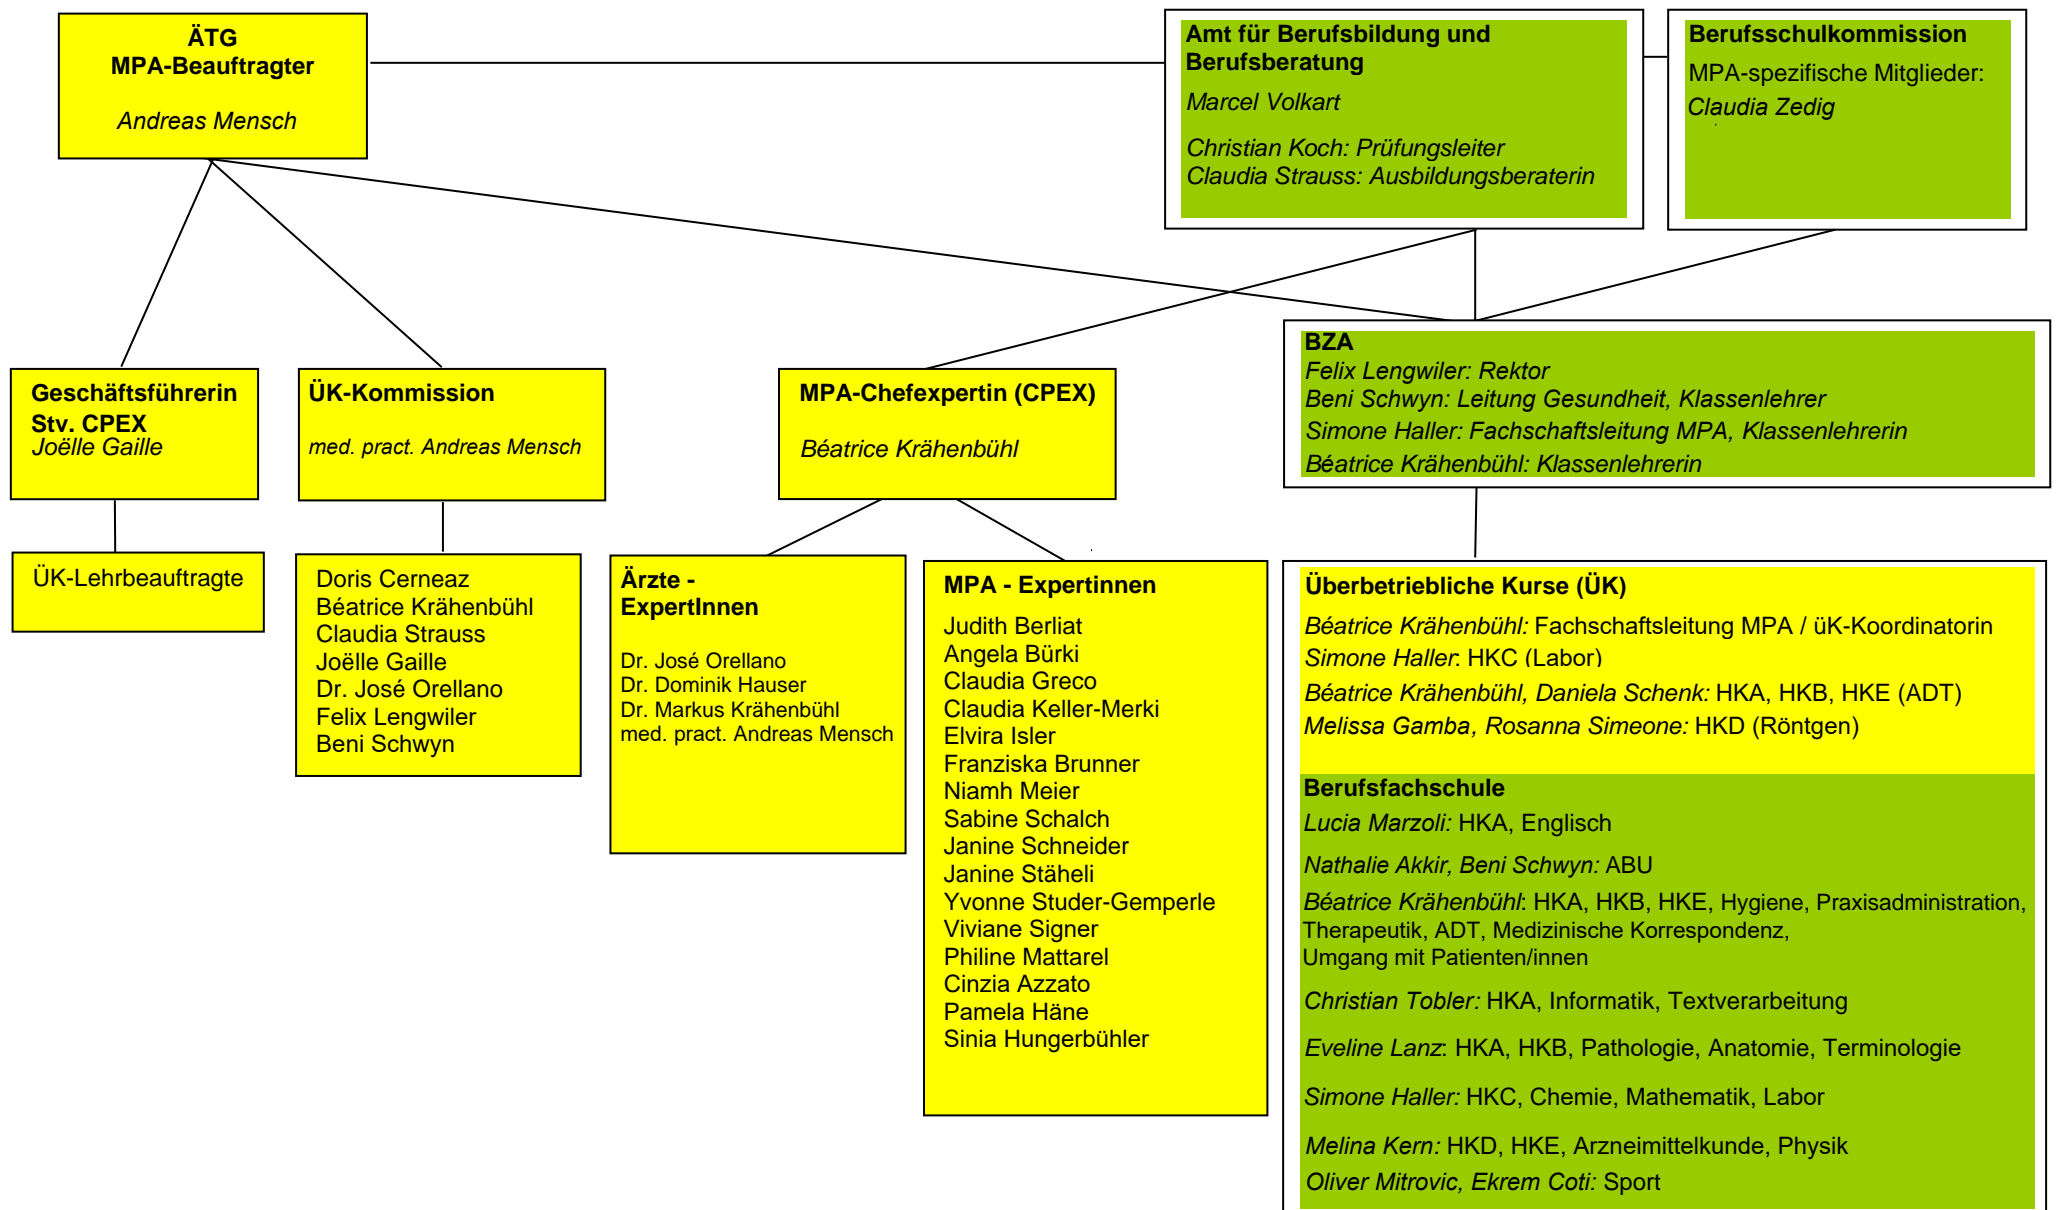 ÄTG
MPA-Beauftragter
Andreas Mensch
Amt für Berufsbildung und
Berufsberatung
Marcel Volkart
Christian Koch: Prüfungsleiter
Claudia Strauss: Ausbildungsberaterin
Berufsschulkommission
MPA-spezifische Mitglieder:
Claudia Zedig
Geschäftsführerin
Stv. CPEX
Joëlle Gaille
ÜK-Kommission
med. pract. Andreas Mensch
MPA-Chefexpertin (CPEX)
Béatrice Krähenbühl
BZA
Felix Lengwiler: Rektor
Beni Schwyn: Leitung Gesundheit, Klassenlehrer
Simone Haller: Fachschaftsleitung MPA, Klassenlehrerin
Béatrice Krähenbühl: Klassenlehrerin
ÜK-Lehrbeauftragte
Doris Cerneaz
Béatrice Krähenbühl
Claudia Strauss
Joëlle Gaille
Dr. José Orellano
Felix Lengwiler
Beni Schwyn
Ärzte -
ExpertInnen
Dr. José Orellano
Dr. Dominik Hauser
Dr. Markus Krähenbühl
med. pract. Andreas Mensch
MPA - Expertinnen
Judith Berliat
Angela Bürki
Claudia Greco
Claudia Keller-Merki
Elvira Isler
Franziska Brunner
Niamh Meier
Sabine Schalch
Janine Schneider
Janine Stäheli
Yvonne Studer-Gemperle
Viviane Signer
Philine Mattarel
Cinzia Azzato
Pamela Häne
Sinia Hungerbühler
Überbetriebliche Kurse (ÜK)
Béatrice Krähenbühl: Fachschaftsleitung MPA / üK-Koordinatorin
Simone Haller: HKC (Labor)
Béatrice Krähenbühl, Daniela Schenk: HKA, HKB, HKE (ADT)
Melissa Gamba, Rosanna Simeone: HKD (Röntgen)
Berufsfachschule
Lucia Marzoli: HKA, Englisch
Nathalie Akkir, Beni Schwyn: ABU
Béatrice Krähenbühl: HKA, HKB, HKE, Hygiene, Praxisadministration,
Therapeutik, ADT, Medizinische Korrespondenz,
Umgang mit Patienten/innen
Christian Tobler: HKA, Informatik, Textverarbeitung
Eveline Lanz: HKA, HKB, Pathologie, Anatomie, Terminologie
Simone Haller: HKC, Chemie, Mathematik, Labor
Melina Kern: HKD, HKE, Arzneimittelkunde, Physik
Oliver Mitrovic, Ekrem Coti: Sport